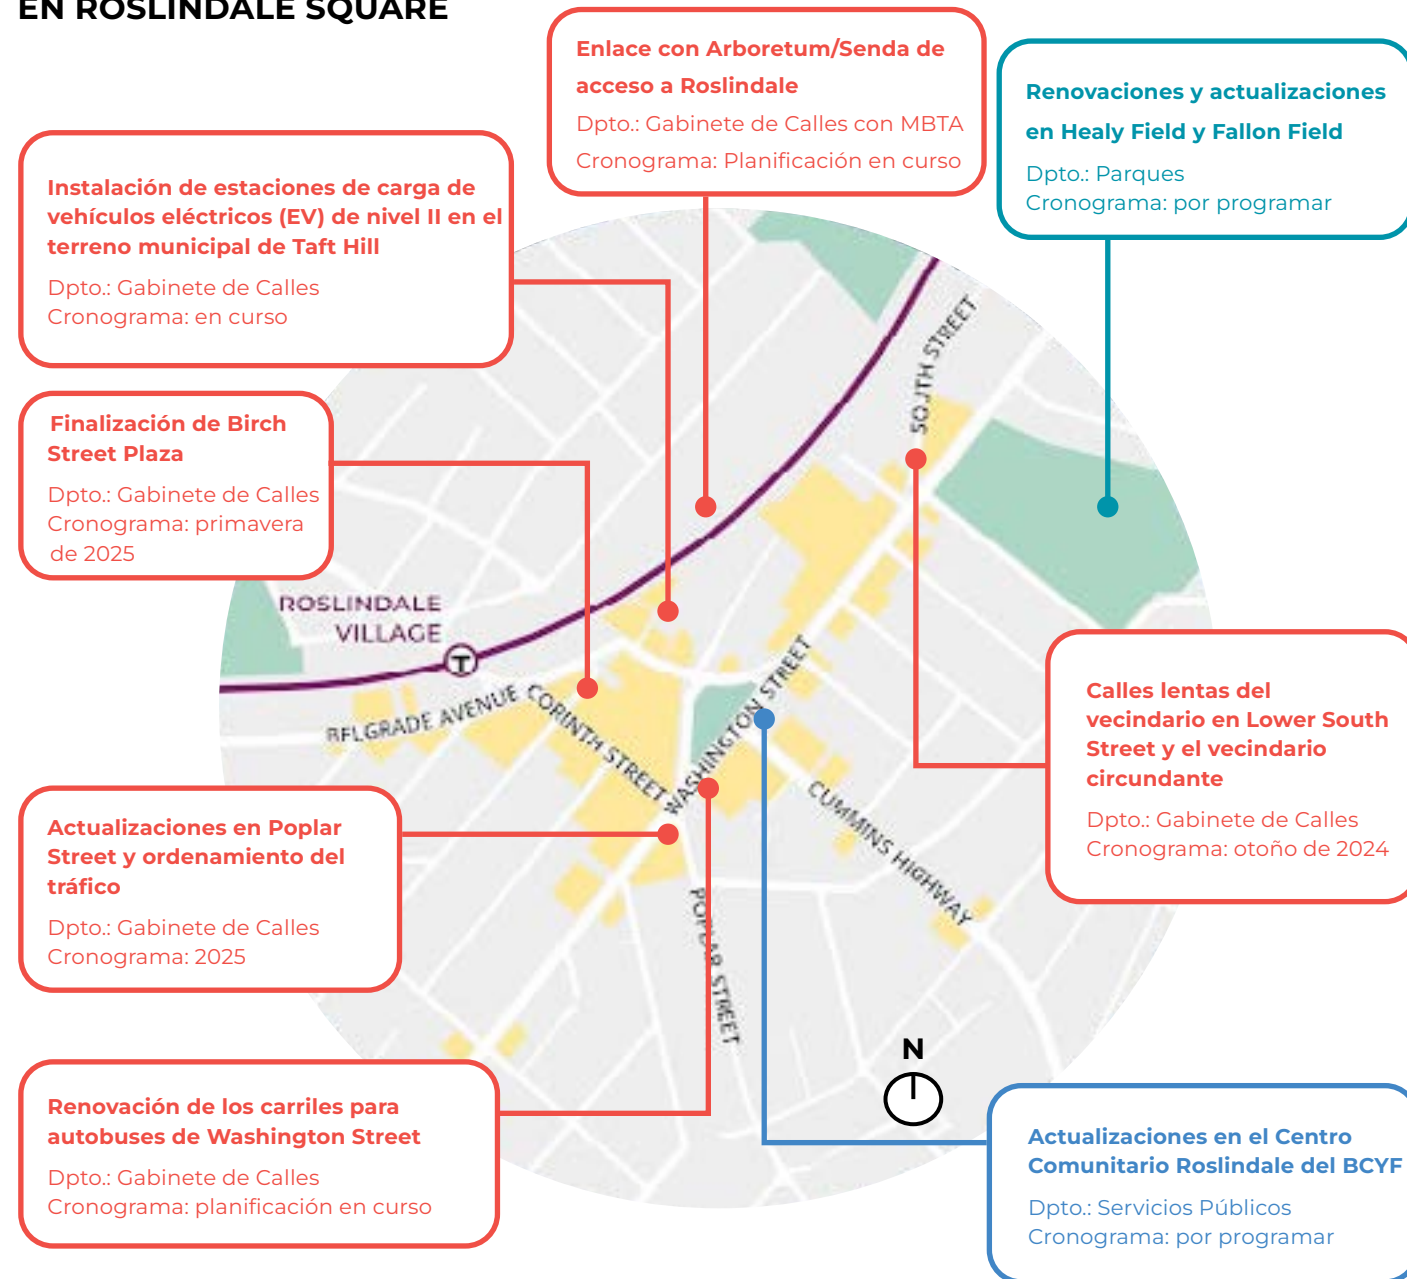 EN ROSLINDALE SQUARE
Enlace con Arboretum/Senda de
acceso a Roslindale
Dpto.: Gabinete de Calles con MBTA
Cronograma: Planificación en curso
Renovaciones y actualizaciones
en Healy Field y Fallon Field
Dpto.: Parques
Cronograma: por programar
Instalación de estaciones de carga de
vehículos eléctricos (EV) de nivel II en el
terreno municipal de Taft Hill
Dpto.: Gabinete de Calles
Cronograma: en curso
Finalización de Birch
Street Plaza
Dpto.: Gabinete de Calles
Cronograma: primavera
de 2025
SOUTH STREET
ROSLINDALE
VILLAGE
T
BELGRADE AVENUE
CORINTH STREET
WASHINGTON STREET
CUMMINS HIGHWAY
POPLAR STREET
Calles lentas del
vecindario en Lower South
Street y el vecindario
circundante
Dpto.: Gabinete de Calles
Cronograma: otoño de 2024
Actualizaciones en Poplar
Street y ordenamiento del
tráfico
Dpto.: Gabinete de Calles
Cronograma: 2025
N
Renovación de los carriles para
autobuses de Washington Street
Dpto.: Gabinete de Calles
Cronograma: planificación en curso
Actualizaciones en el Centro
Comunitario Roslindale del BCYF
Dpto.: Servicios Públicos
Cronograma: por programar